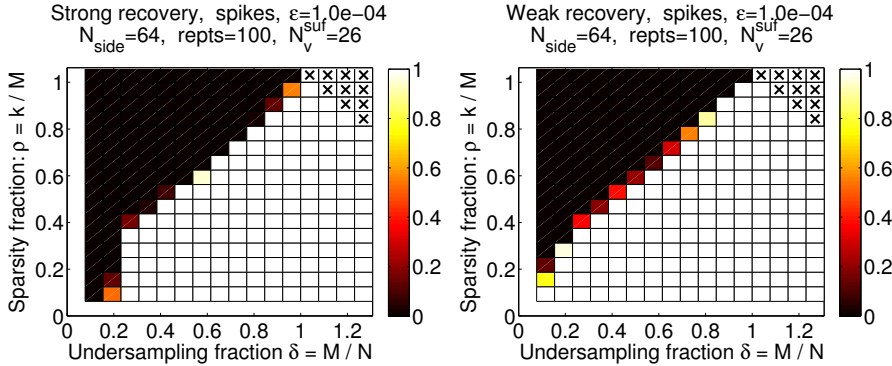 Strong recovery, spikes, ε=1.0e−04
N_side=64, repts=100, N_v^suf=26
Sparsity fraction: ρ = k / M
1
0.8
0.6
0.4
0.2
0
0 0.2 0.4 0.6 0.8 1 1.2
Undersampling fraction δ = M / N
1
0.8
0.6
0.4
0.2
0
Weak recovery, spikes, ε=1.0e−04
N_side=64, repts=100, N_v^suf=26
Sparsity fraction: ρ = k / M
1
0.8
0.6
0.4
0.2
0
0 0.2 0.4 0.6 0.8 1 1.2
Undersampling fraction δ = M / N
1
0.8
0.6
0.4
0.2
0